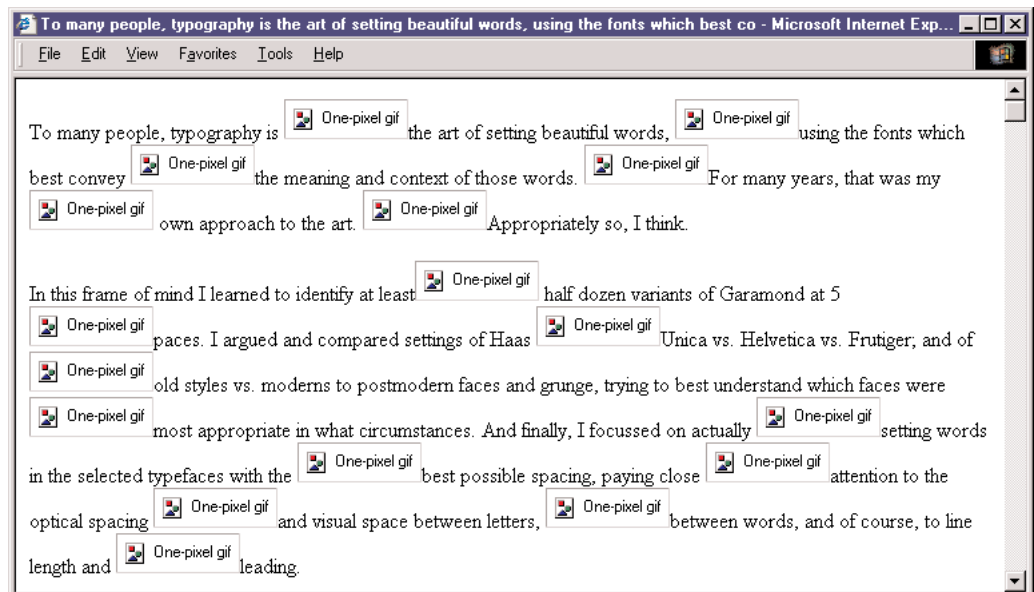 To many people, typography is the art of setting beautiful words, using the fonts which best co - Microsoft Internet Exp...
File Edit View Favorites Tools Help
To many people, typography is One-pixel gif the art of setting beautiful words, One-pixel gif using the fonts which
best convey One-pixel gif the meaning and context of those words. One-pixel gif For many years, that was my
One-pixel gif own approach to the art. One-pixel gif Appropriately so, I think.
In this frame of mind I learned to identify at least One-pixel gif half dozen variants of Garamond at 5
One-pixel gif paces. I argued and compared settings of Haas One-pixel gif Unica vs. Helvetica vs. Frutiger; and of
One-pixel gif old styles vs. moderns to postmodern faces and grunge, trying to best understand which faces were
One-pixel gif most appropriate in what circumstances. And finally, I focussed on actually One-pixel gif setting words
in the selected typefaces with the One-pixel gif best possible spacing, paying close One-pixel gif attention to the
optical spacing One-pixel gif and visual space between letters, One-pixel gif between words, and of course, to line
length and One-pixel gif leading.